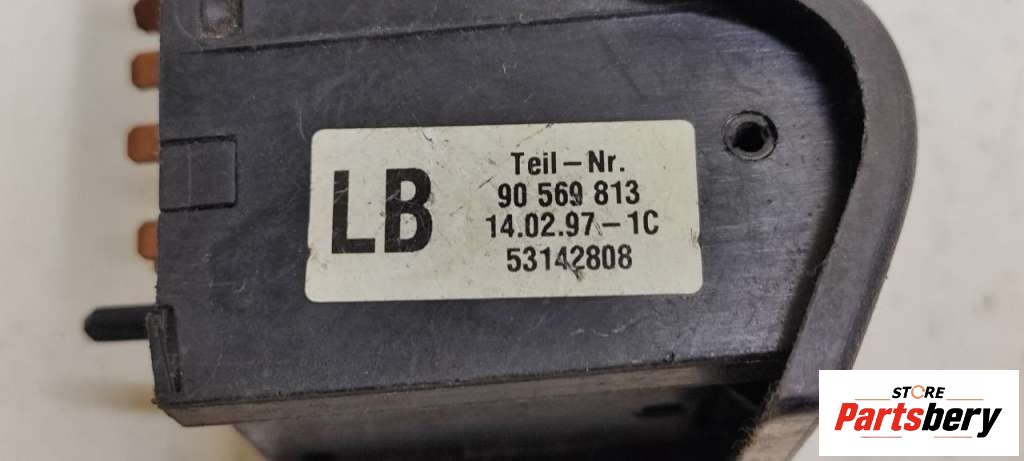 LB
Teil-Nr.
90 569 813
14.02.97-1C
53142808
STORE
Partsbery